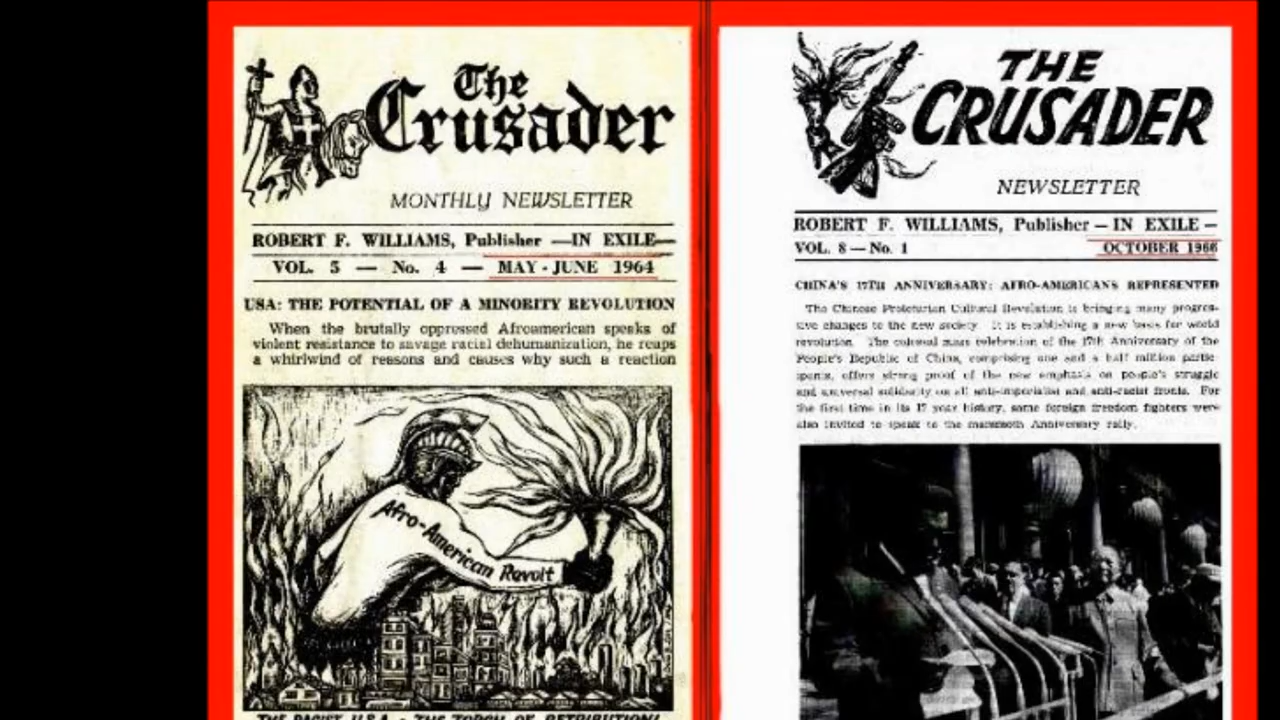 The
Crusader
MONTHLY NEWSLETTER
ROBERT F. WILLIAMS, Publisher —IN EXILE—
VOL. 5 — No. 4 — MAY - JUNE 1964
USA: THE POTENTIAL OF A MINORITY REVOLUTION
When the brutally oppressed Afroamerican speaks of
violent resistance to savage racial dehumanization, he reaps
a whirlwind of reasons and causes why such a reaction
Afro-American Revolt
THE RACIST U.S.A. - THE TORCH OF RETRIBUTION!
THE
CRUSADER
NEWSLETTER
ROBERT F. WILLIAMS, Publisher — IN EXILE —
VOL. 8 — No. 1 OCTOBER 1966
CHINA'S 17TH ANNIVERSARY: AFRO-AMERICANS REPRESENTED
The Chinese Proletarian Cultural Revolution is bringing many progres-
sive changes to the new society. It is establishing a new basis for world
revolution. The colossal mass celebration of the 17th Anniversary of the
People's Republic of China, comprising one and a half million partic-
ipants, offers strong proof of the new emphasis on people's struggle
and universal solidarity on all anti-imperialist and anti-racist fronts. For
the first time in its 17 year history, some foreign freedom fighters were
also invited to speak to the mammoth Anniversary rally.